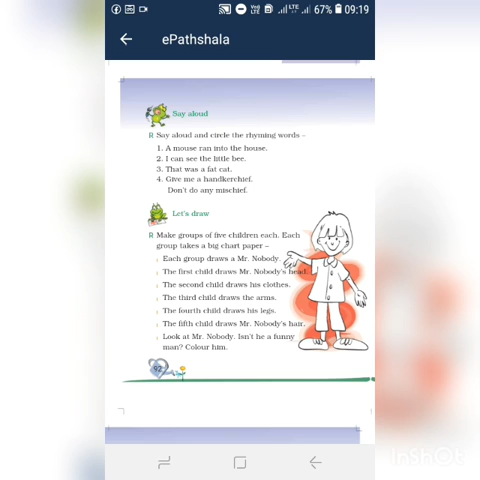 67% 09:19
ePathshala
Say aloud
R Say aloud and circle the rhyming words –
1. A mouse ran into the house.
2. I can see the little bee.
3. That was a fat cat.
4. Give me a handkerchief.
Don't do any mischief.
Let's draw
R Make groups of five children each. Each
group takes a big chart paper –
Each group draws a Mr. Nobody.
The first child draws Mr. Nobody's head.
The second child draws his clothes.
The third child draws the arms.
The fourth child draws his legs.
The fifth child draws Mr. Nobody's hair.
Look at Mr. Nobody. Isn't he a funny
man? Colour him.
92
InShOt